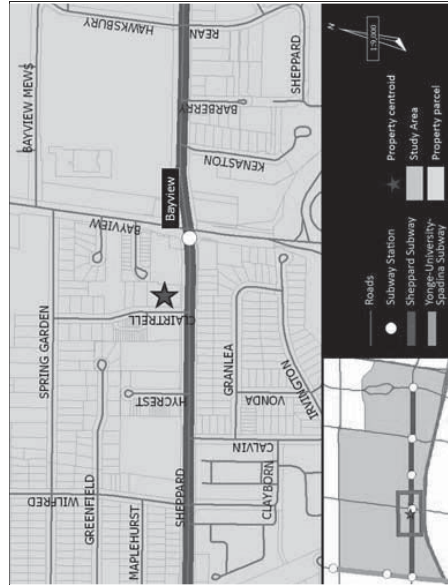 HAWKSBURY
REAN
BAYVIEW MEWS
BARBERRY
SHEPPARD
KENASTON
BAYVIEW
Bayview
SPRING GARDEN
CLAIRTRELL
GRANLEA
IRVINGTON
HYCREST
VONDA
CALVIN
WILFRED
GREENFIELD
MAPLEHURST
SHEPPARD
CLAYBORN
N
1:9,000
Roads
Subway Station
Sheppard Subway
Yonge-University-
Spadina Subway
Property centroid
Study Area
Property parcel